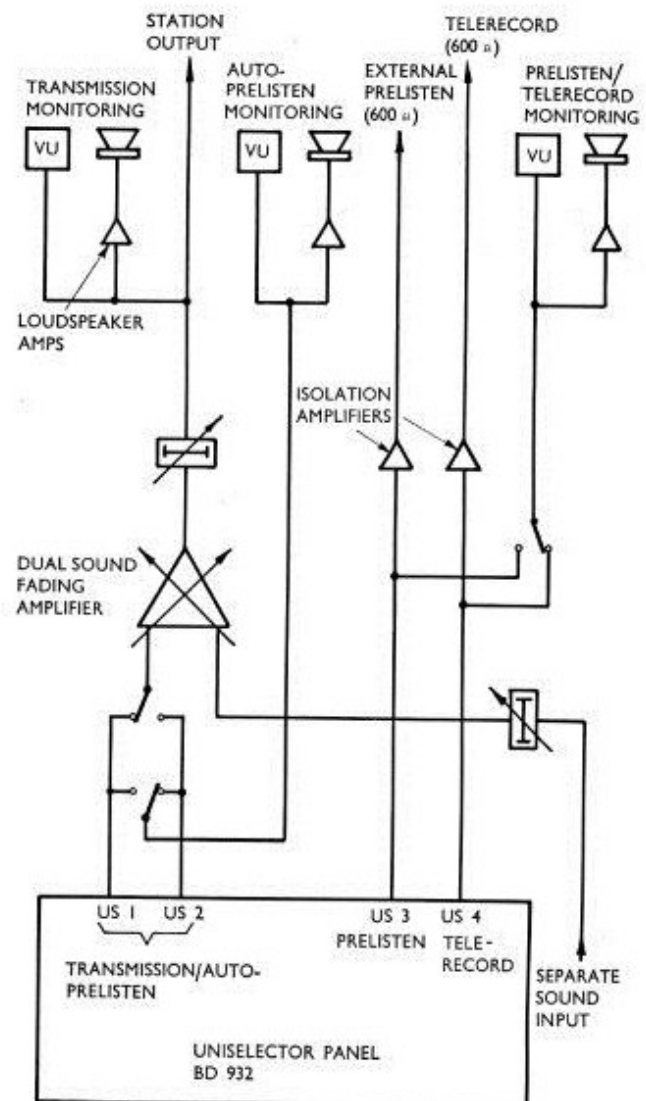 STATION
OUTPUT
TELERECORD
(600 Ω)
TRANSMISSION
MONITORING
AUTO-
PRELISTEN
MONITORING
EXTERNAL
PRELISTEN
(600 Ω)
PRELISTEN/
TELERECORD
MONITORING
VU
VU
VU
LOUDSPEAKER
AMPS
ISOLATION
AMPLIFIERS
DUAL SOUND
FADING
AMPLIFIER
US 1
US 2
US 3
US 4
TRANSMISSION/AUTO-
PRELISTEN
PRELISTEN
TELE-
RECORD
SEPARATE
SOUND
INPUT
UNISELECTOR PANEL
BD 932